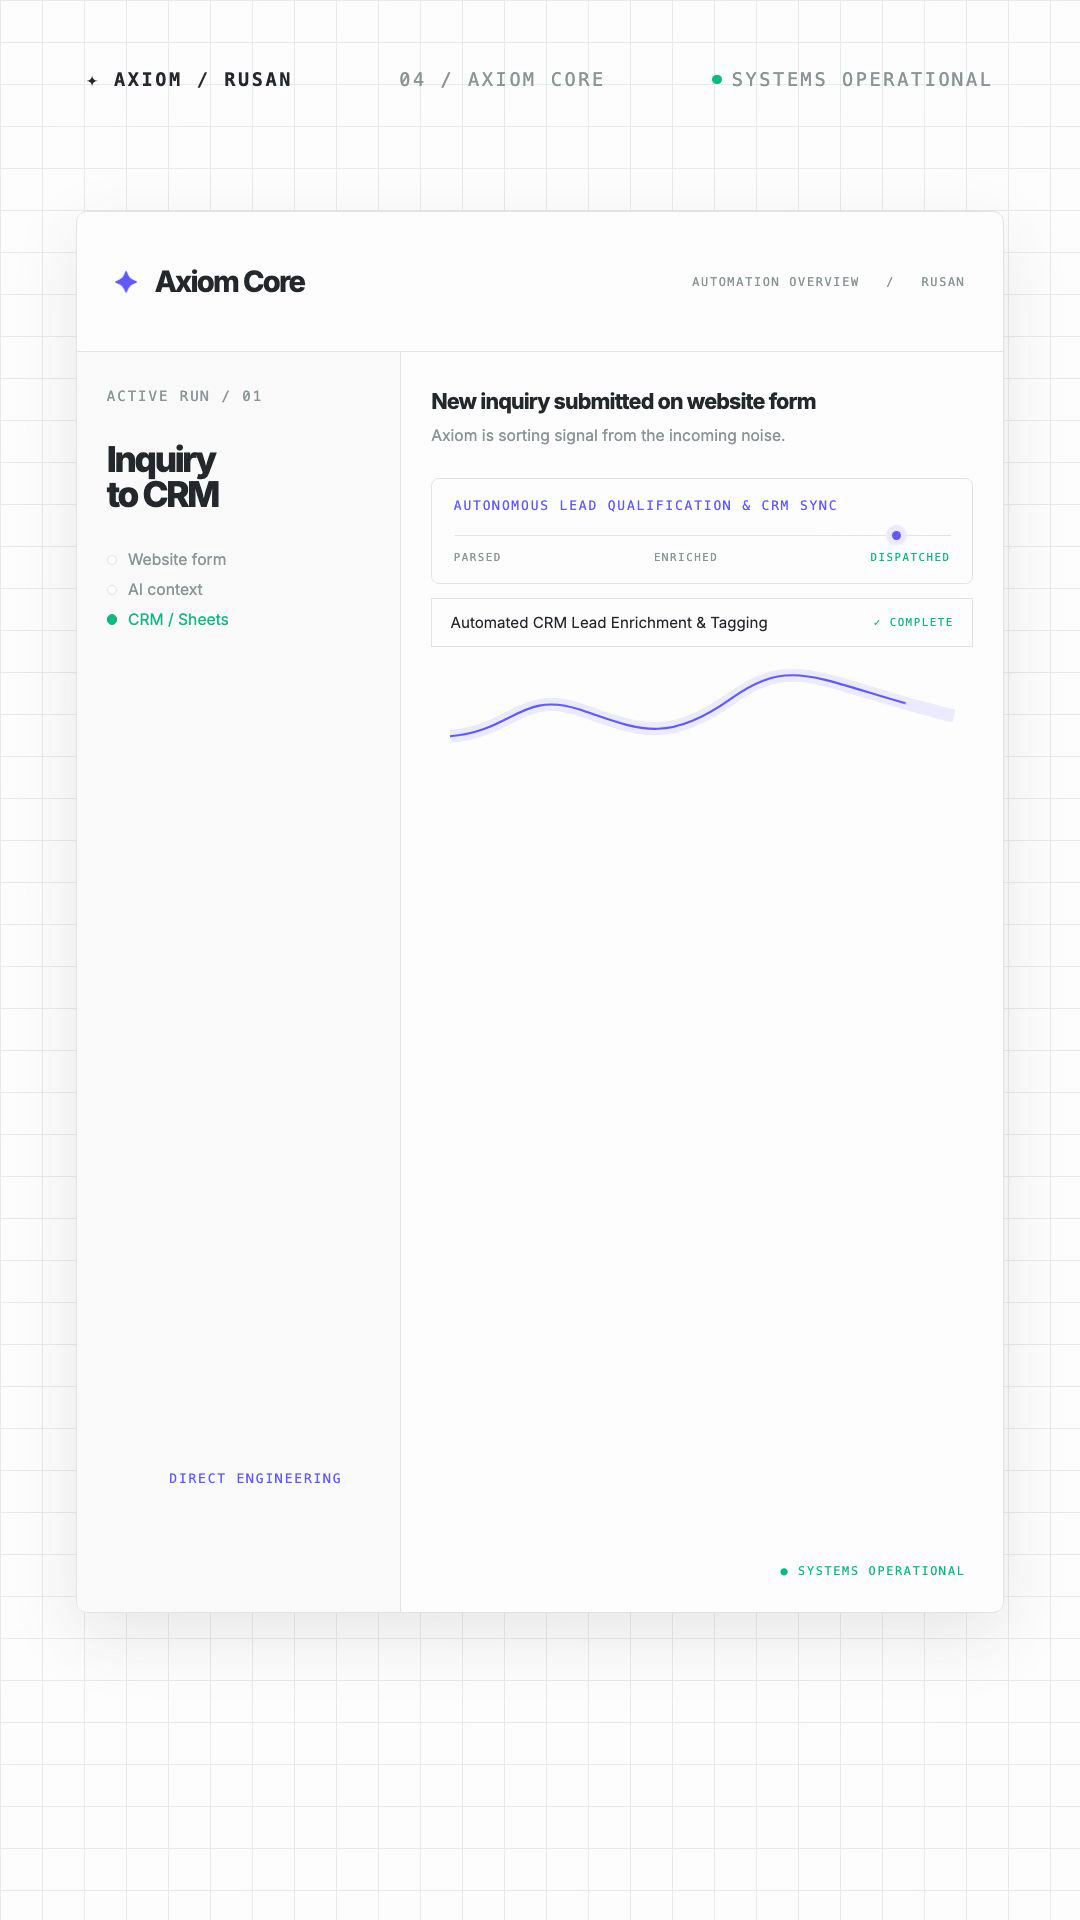 ✦ AXIOM / RUSAN
04 / AXIOM CORE
SYSTEMS OPERATIONAL
Axiom Core
AUTOMATION OVERVIEW / RUSAN
ACTIVE RUN / 01
Inquiry
to CRM
Website form
AI context
CRM / Sheets
DIRECT ENGINEERING
New inquiry submitted on website form
Axiom is sorting signal from the incoming noise.
AUTONOMOUS LEAD QUALIFICATION & CRM SYNC
PARSED ENRICHED DISPATCHED
Automated CRM Lead Enrichment & Tagging ✓ COMPLETE
● SYSTEMS OPERATIONAL